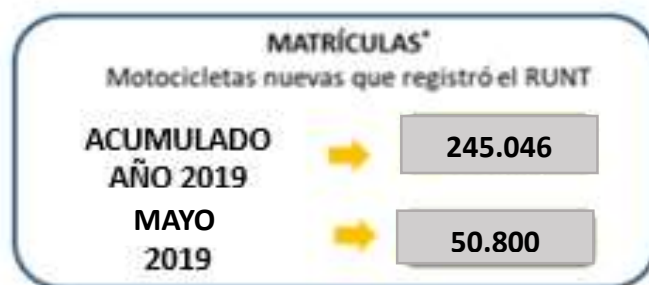 MATRÍCULAS*
Motocicletas nuevas que registró el RUNT
ACUMULADO
AÑO 2019
245.046
MAYO
2019
50.800